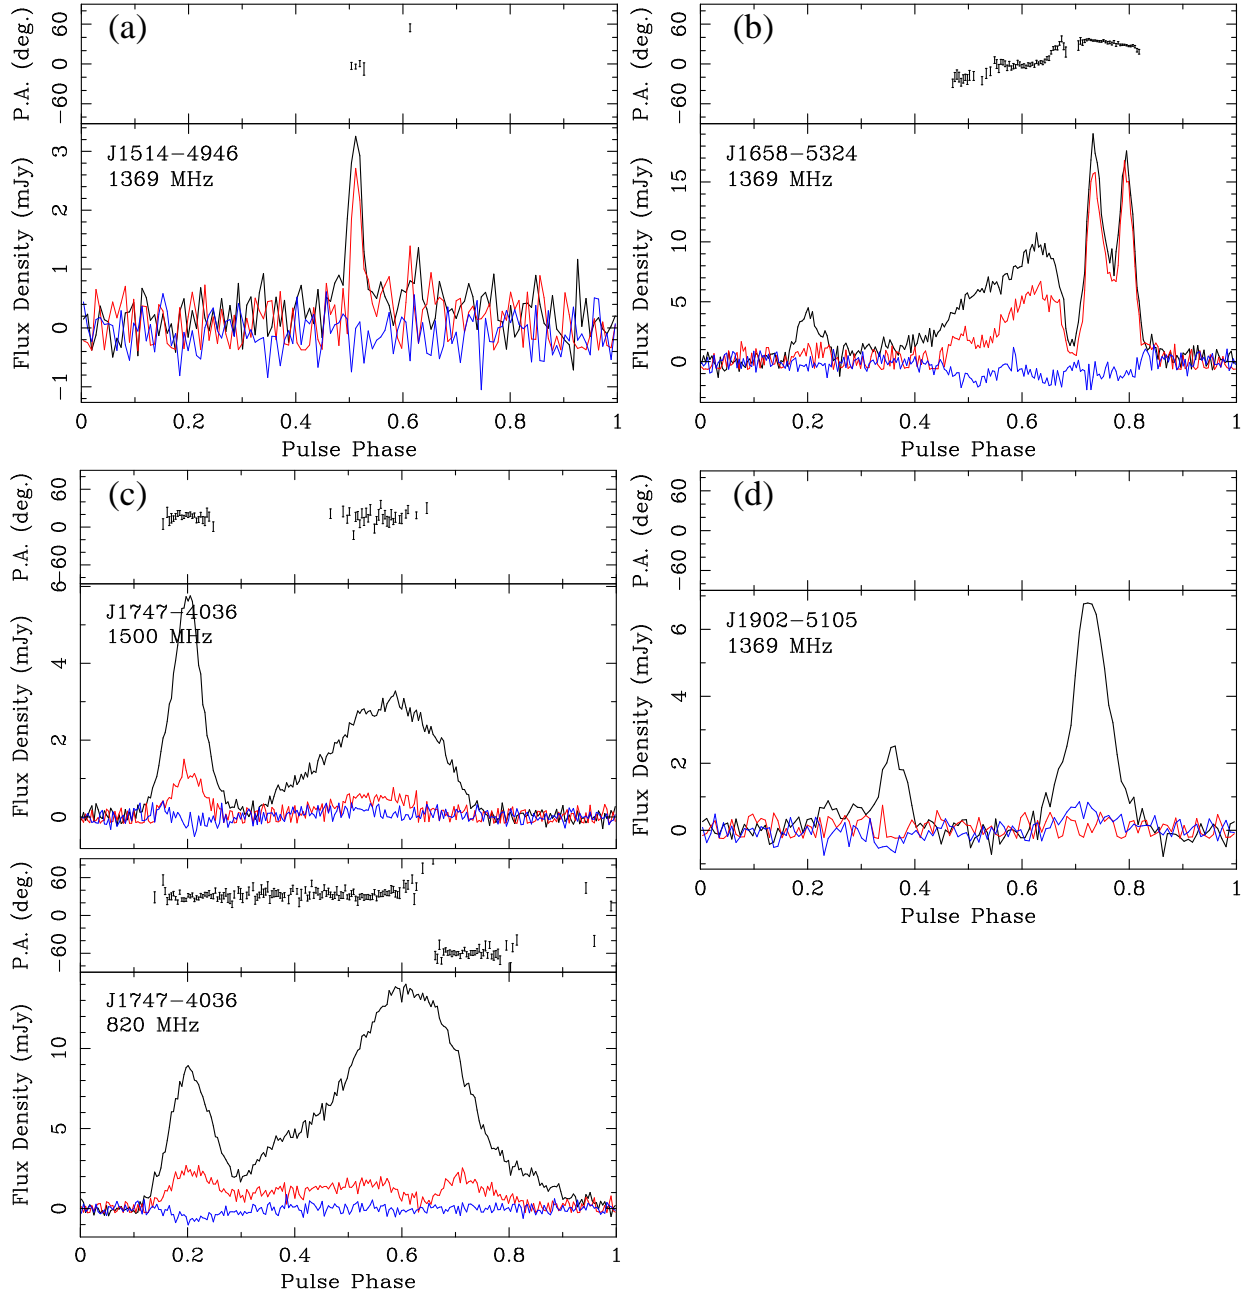 (a)
P.A. (deg.)
60
0
−60
J1514−4946
1369 MHz
Flux Density (mJy)
3
2
1
0
−1
0 0.2 0.4 0.6 0.8 1
Pulse Phase
(b)
P.A. (deg.)
60
0
−60
J1658−5324
1369 MHz
Flux Density (mJy)
15
10
5
0
0 0.2 0.4 0.6 0.8 1
Pulse Phase
(c)
P.A. (deg.)
60
0
−60
J1747−4036
1500 MHz
Flux Density (mJy)
6
4
2
0
P.A. (deg.)
60
0
−60
J1747−4036
820 MHz
Flux Density (mJy)
10
5
0
0 0.2 0.4 0.6 0.8 1
Pulse Phase
(d)
P.A. (deg.)
60
0
−60
J1902−5105
1369 MHz
Flux Density (mJy)
6
4
2
0
0 0.2 0.4 0.6 0.8 1
Pulse Phase